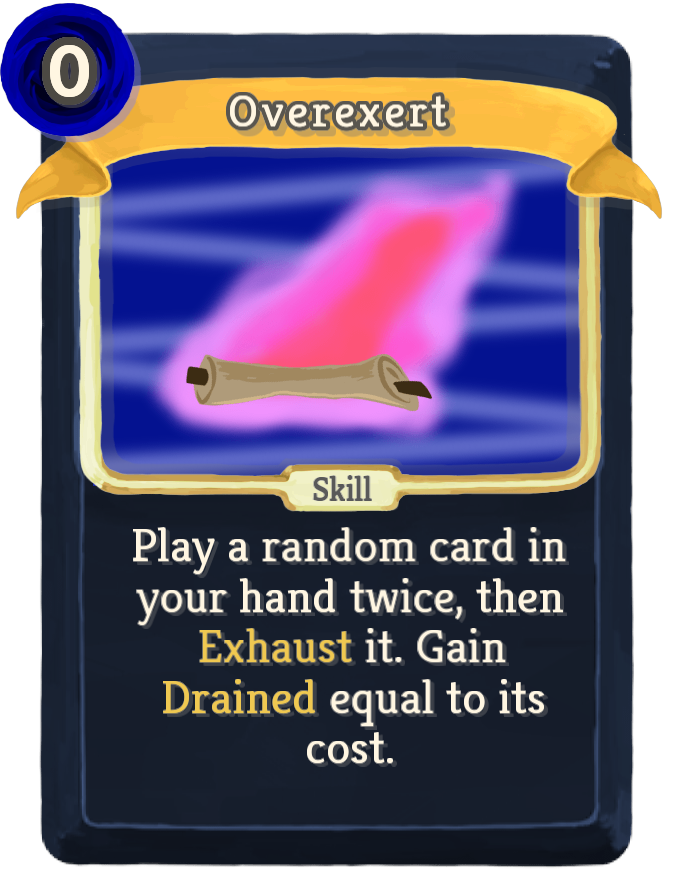 0
Overexert
Skill
Play a random card in
your hand twice, then
Exhaust it. Gain
Drained equal to its
cost.